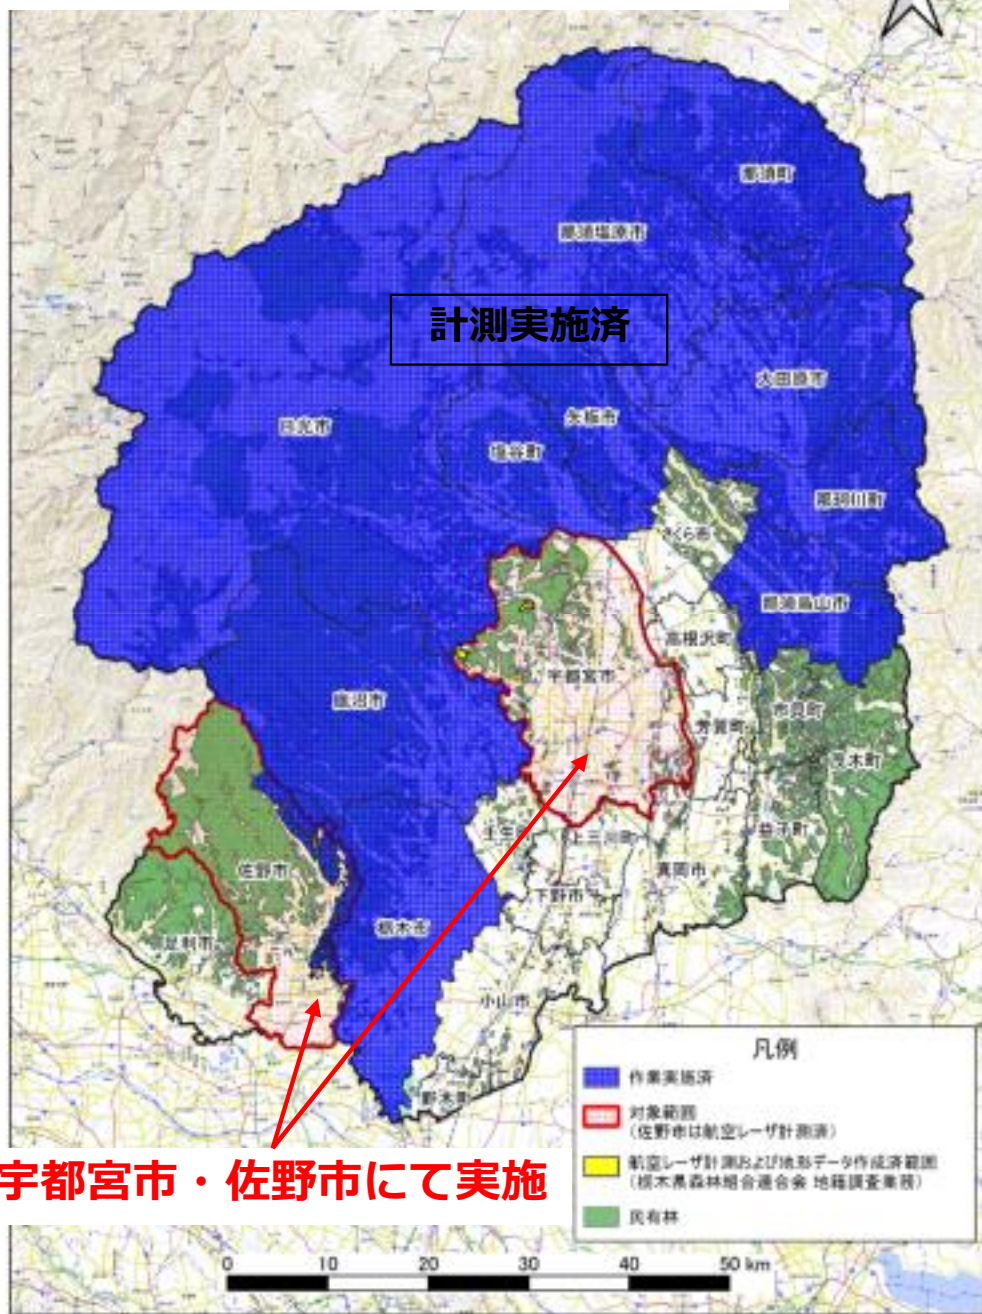 那須町
那須塩原市
計測実施済
大田原市
矢板市
日光市
塩谷町
那珂川町
さくら市
那須烏山市
高根沢町
宇都宮市
鹿沼市
市貝町
芳賀町
茂木町
益子町
壬生町
上三川町
真岡市
佐野市
下野市
栃木市
足利市
小山市
野木町
宇都宮市・佐野市にて実施
凡例
作業実施済
対象範囲
(佐野市は航空レーザ計測済)
航空レーザ計測および地形データ作成済範囲
(栃木県森林組合連合会 地籍調査業務)
民有林
0 10 20 30 40 50 km